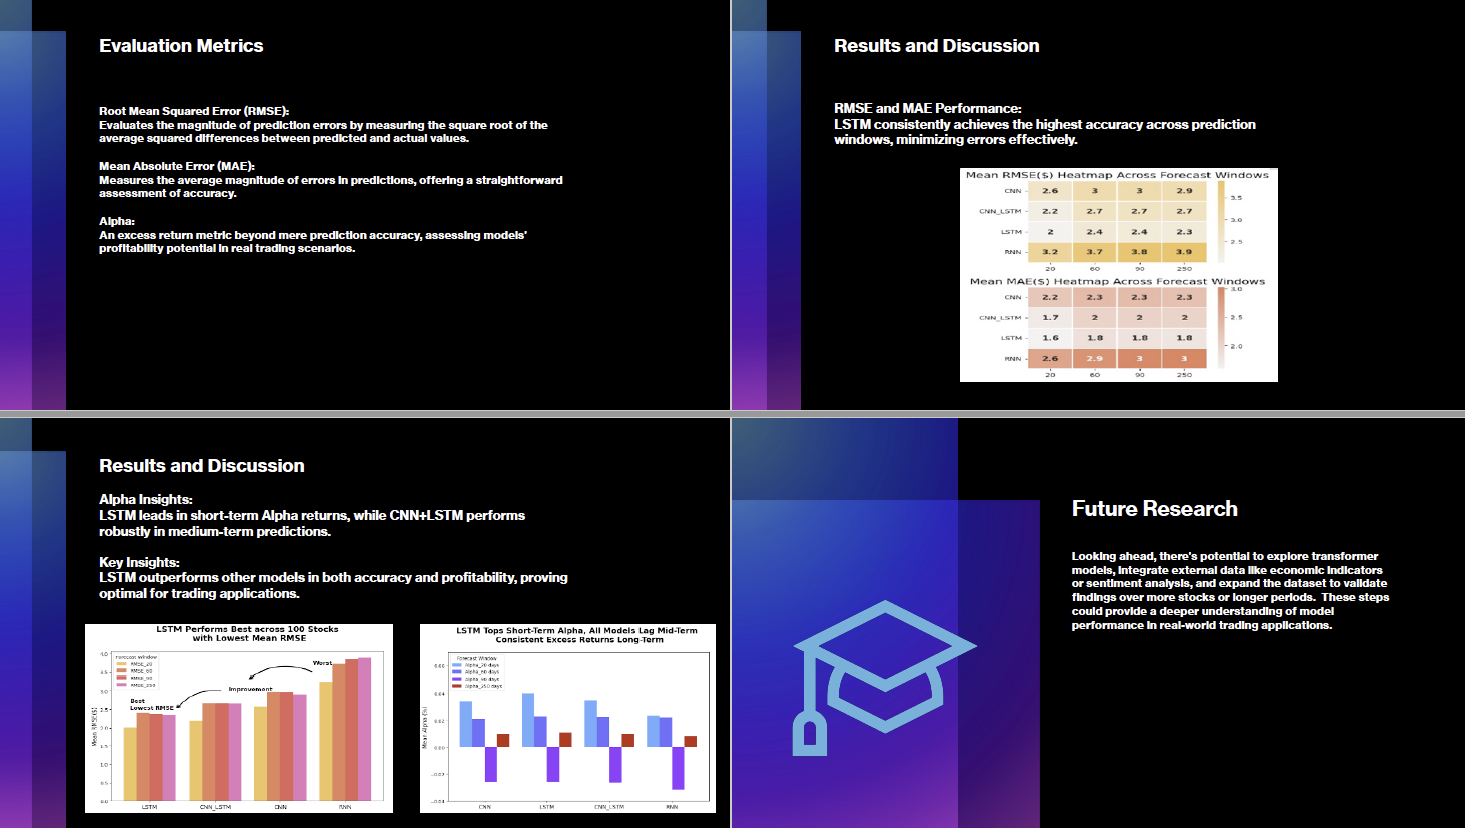 Evaluation Metrics
Root Mean Squared Error (RMSE):
Evaluates the magnitude of prediction errors by measuring the square root of the
average squared differences between predicted and actual values.
Mean Absolute Error (MAE):
Measures the average magnitude of errors in predictions, offering a straightforward
assessment of accuracy.
Alpha:
An excess return metric beyond mere prediction accuracy, assessing models'
profitability potential in real trading scenarios.
Results and Discussion
RMSE and MAE Performance:
LSTM consistently achieves the highest accuracy across prediction
windows, minimizing errors effectively.
Mean RMSE($) Heatmap Across Forecast Windows
CNN 2.6 3 3 2.9
CNN_LSTM 2.2 2.7 2.7 2.7
LSTM 2 2.4 2.4 2.3
RNN 3.2 3.7 3.8 3.9
20 60 90 250
3.5
3.0
2.5
Mean MAE($) Heatmap Across Forecast Windows
CNN 2.2 2.3 2.3 2.3
CNN_LSTM 1.7 2 2 2
LSTM 1.6 1.8 1.8 1.8
RNN 2.6 2.9 3 3
20 60 90 250
3.0
2.5
2.0
Results and Discussion
Alpha Insights:
LSTM leads in short-term Alpha returns, while CNN+LSTM performs
robustly in medium-term predictions.
Key Insights:
LSTM outperforms other models in both accuracy and profitability, proving
optimal for trading applications.
LSTM Performs Best across 100 Stocks
with Lowest Mean RMSE
Forecast Window
RMSE_20
RMSE_60
RMSE_90
RMSE_250
Worst
Improvement
Best
Lowest RMSE
Mean RMSE($)
4.0
3.5
3.0
2.5
2.0
1.5
1.0
0.5
0.0
LSTM CNN_LSTM CNN RNN
LSTM Tops Short-Term Alpha, All Models Lag Mid-Term
Consistent Excess Returns Long-Term
Forecast Window
Alpha_20 days
Alpha_60 days
Alpha_90 days
Alpha_250 days
Mean Alpha (%)
0.06
0.04
0.02
0.00
−0.02
−0.04
CNN LSTM CNN_LSTM RNN
Future Research
Looking ahead, there's potential to explore transformer
models, integrate external data like economic indicators
or sentiment analysis, and expand the dataset to validate
findings over more stocks or longer periods. These steps
could provide a deeper understanding of model
performance in real-world trading applications.